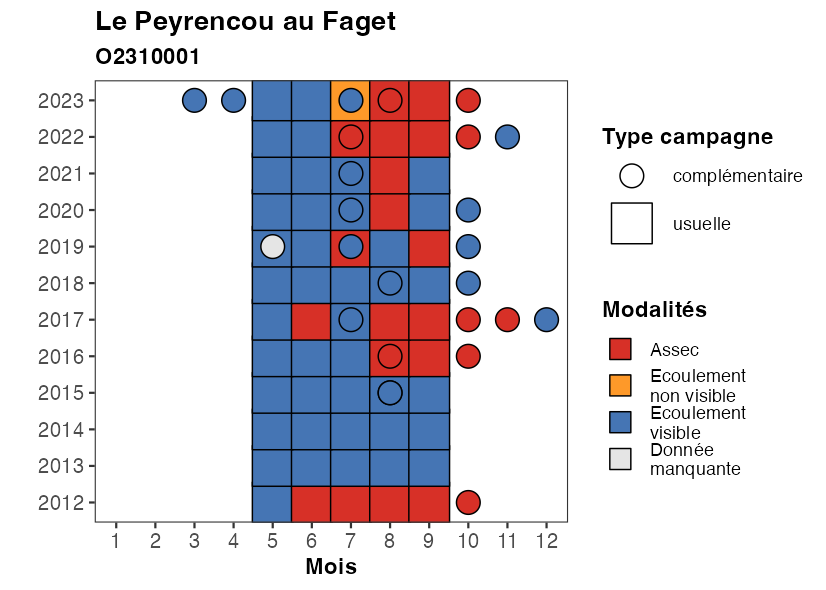 Le Peyrencou au Faget
O2310001
2023
2022
2021
2020
2019
2018
2017
2016
2015
2014
2013
2012
1 2 3 4 5 6 7 8 9 10 11 12
Mois
Type campagne
complémentaire
usuelle
Modalités
Assec
Ecoulement
non visible
Ecoulement
visible
Donnée
manquante